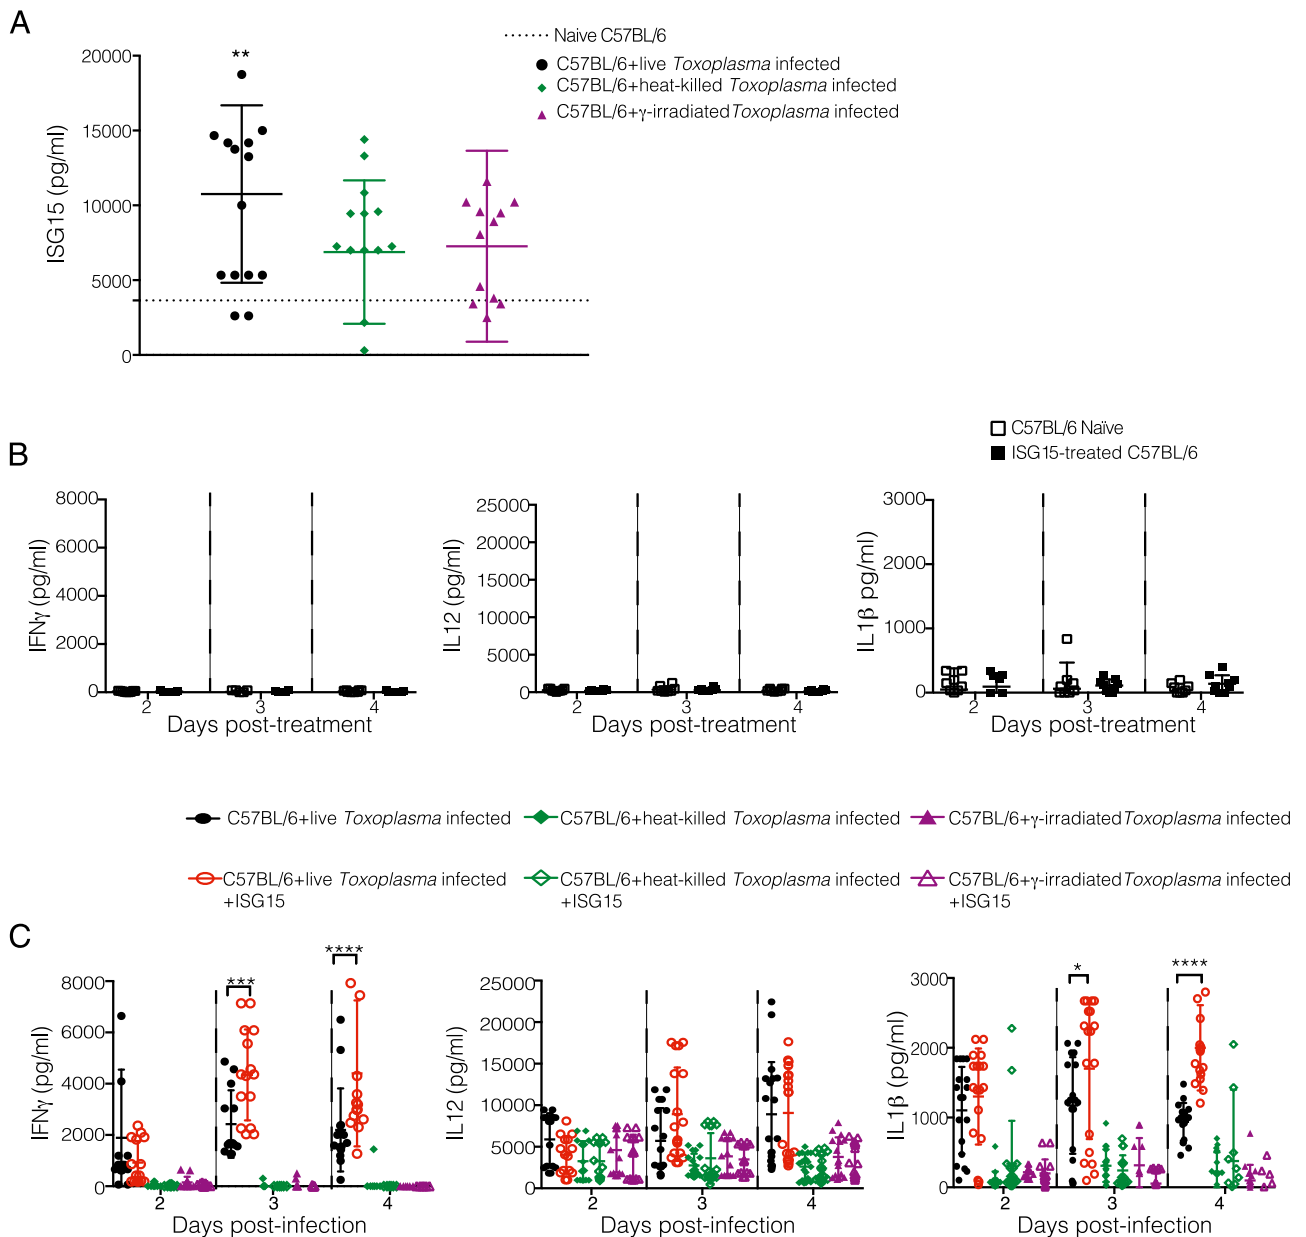 A
Naive C57BL/6
C57BL/6+live Toxoplasma infected
C57BL/6+heat-killed Toxoplasma infected
C57BL/6+γ-irradiated Toxoplasma infected
**
ISG15 (pg/ml)
20000
15000
10000
5000
0
B
C57BL/6 Naïve
ISG15-treated C57BL/6
IFNγ (pg/ml)
8000
6000
4000
2000
0
2 3 4
Days post-treatment
IL12 (pg/ml)
25000
20000
15000
10000
5000
0
2 3 4
Days post-treatment
IL1β pg/ml)
3000
2000
1000
0
2 3 4
Days post-treatment
C57BL/6+live Toxoplasma infected
C57BL/6+heat-killed Toxoplasma infected
C57BL/6+γ-irradiated Toxoplasma infected
C57BL/6+live Toxoplasma infected
+ISG15
C57BL/6+heat-killed Toxoplasma infected
+ISG15
C57BL/6+γ-irradiated Toxoplasma infected
+ISG15
C
IFNγ (pg/ml)
8000
6000
4000
2000
0
***
****
2 3 4
Days post-infection
IL12 (pg/ml)
25000
20000
15000
10000
5000
0
2 3 4
Days post-infection
IL1β (pg/ml)
3000
2000
1000
0
*
****
2 3 4
Days post-infection